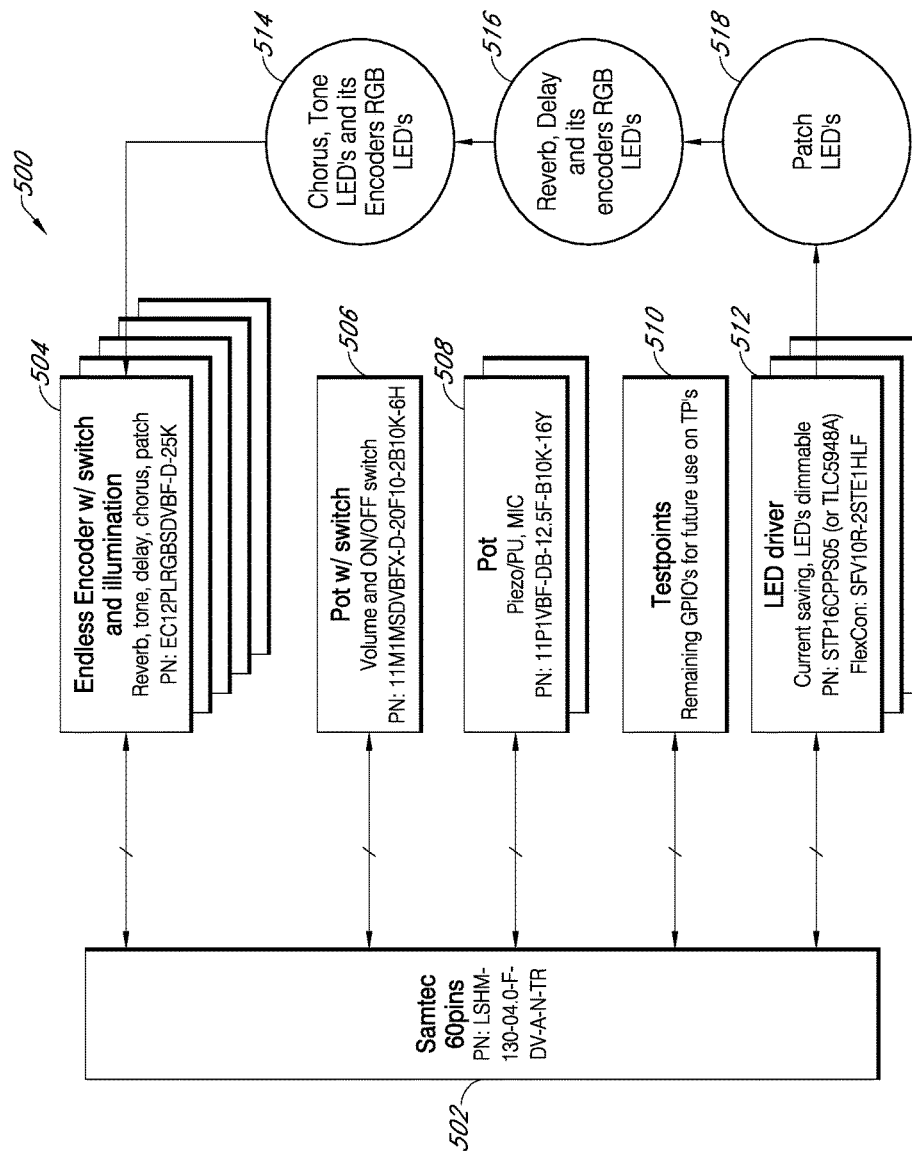 500
502
Samtec
60pins
PN: LSHM-
130-04.0-F-
DV-A-N-TR
504
Endless Encoder w/ switch
and illumination
Reverb, tone, delay, chorus, patch
PN: EC12PLRGBSDVBF-D-25K
506
Pot w/ switch
Volume and ON/OFF switch
PN: 11M1MSDVBFX-D-20F10-2B10K-6H
508
Pot
Piezo/PU, MIC
PN: 11P1VBF-DB-12.5F-B10K-16Y
510
Testpoints
Remaining GPIO's for future use on TP's
512
LED driver
Current saving, LED's dimmable
PN: STP16CPPS05 (or TLC5948A)
FlexCon: SFV10R-2STE1HLF
514
Chorus, Tone
LED's and its
Encoders RGB
LED's
516
Reverb, Delay
and its
encoders RGB
LED's
518
Patch
LED's